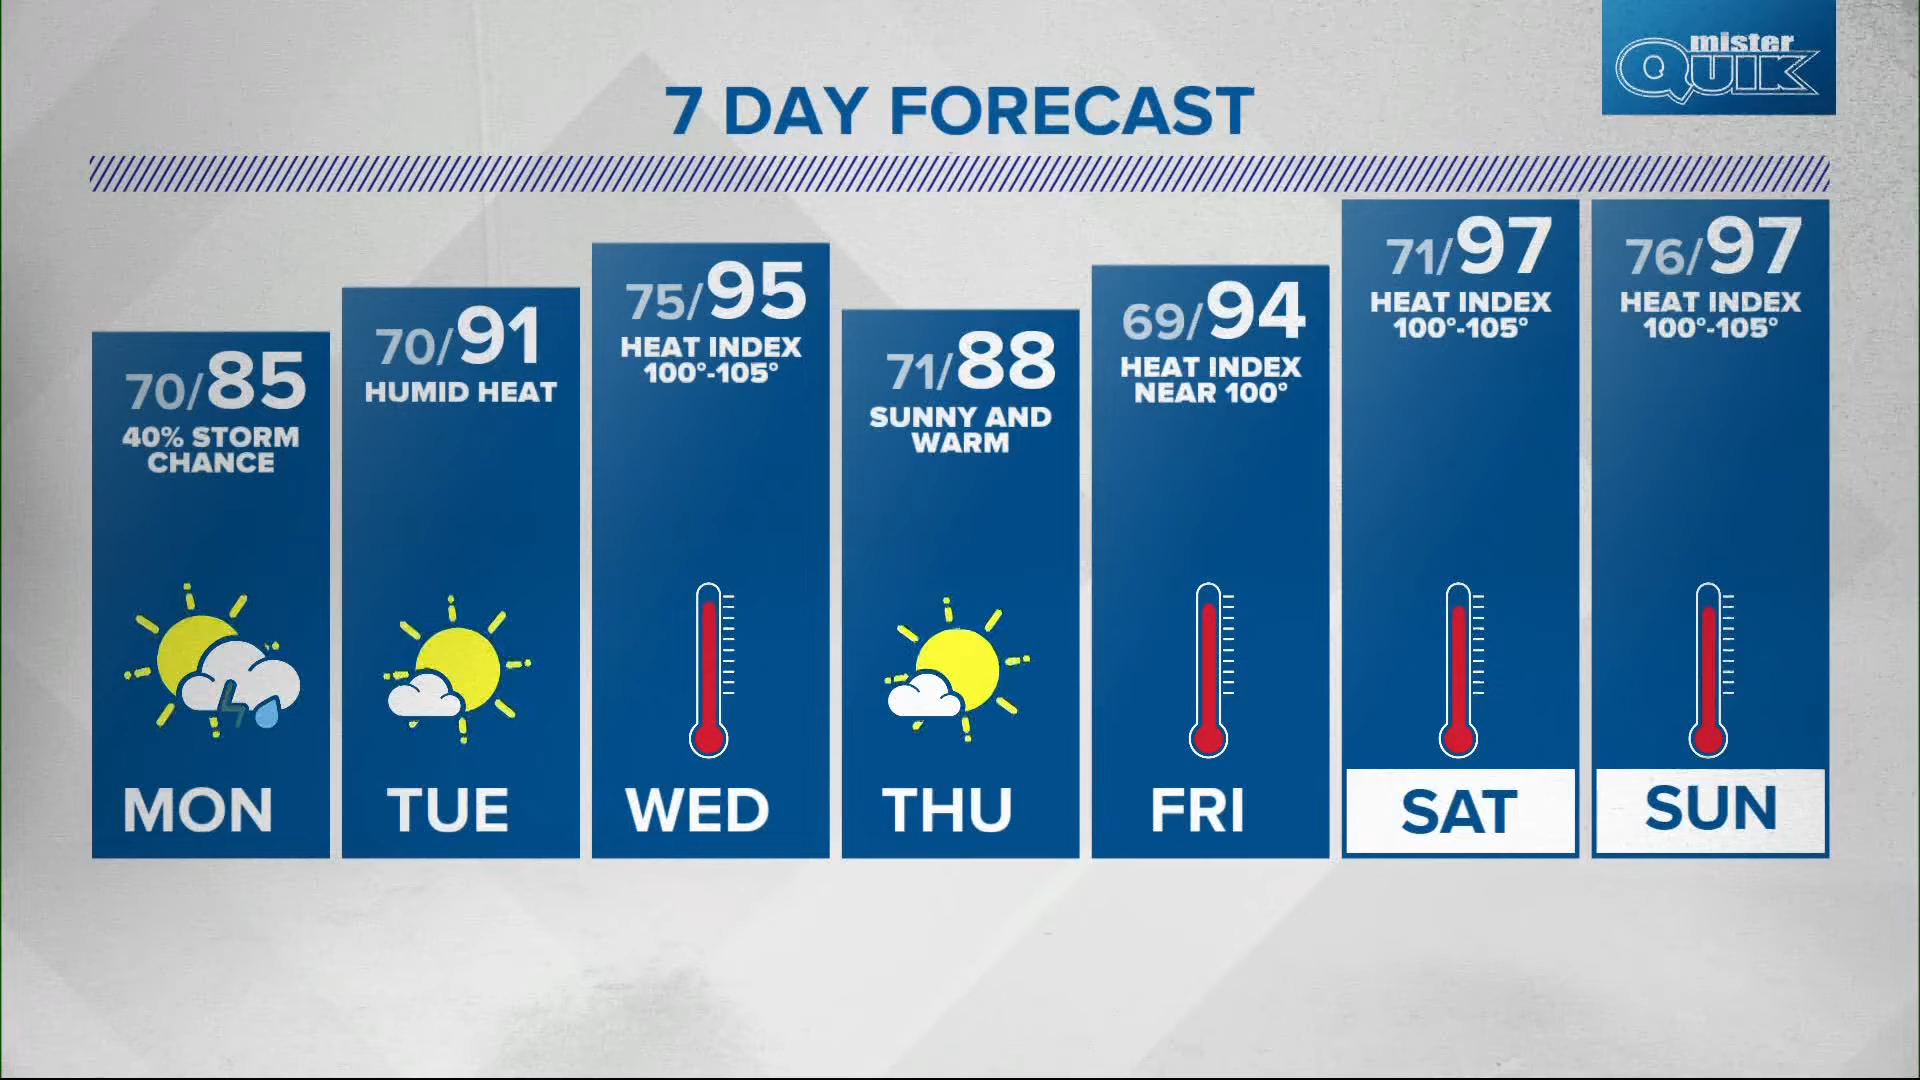 mister
QUIK
7 DAY FORECAST
70/85
40% STORM
CHANCE
MON
70/91
HUMID HEAT
TUE
75/95
HEAT INDEX
100°-105°
WED
71/88
SUNNY AND
WARM
THU
69/94
HEAT INDEX
NEAR 100°
FRI
71/97
HEAT INDEX
100°-105°
SAT
76/97
HEAT INDEX
100°-105°
SUN